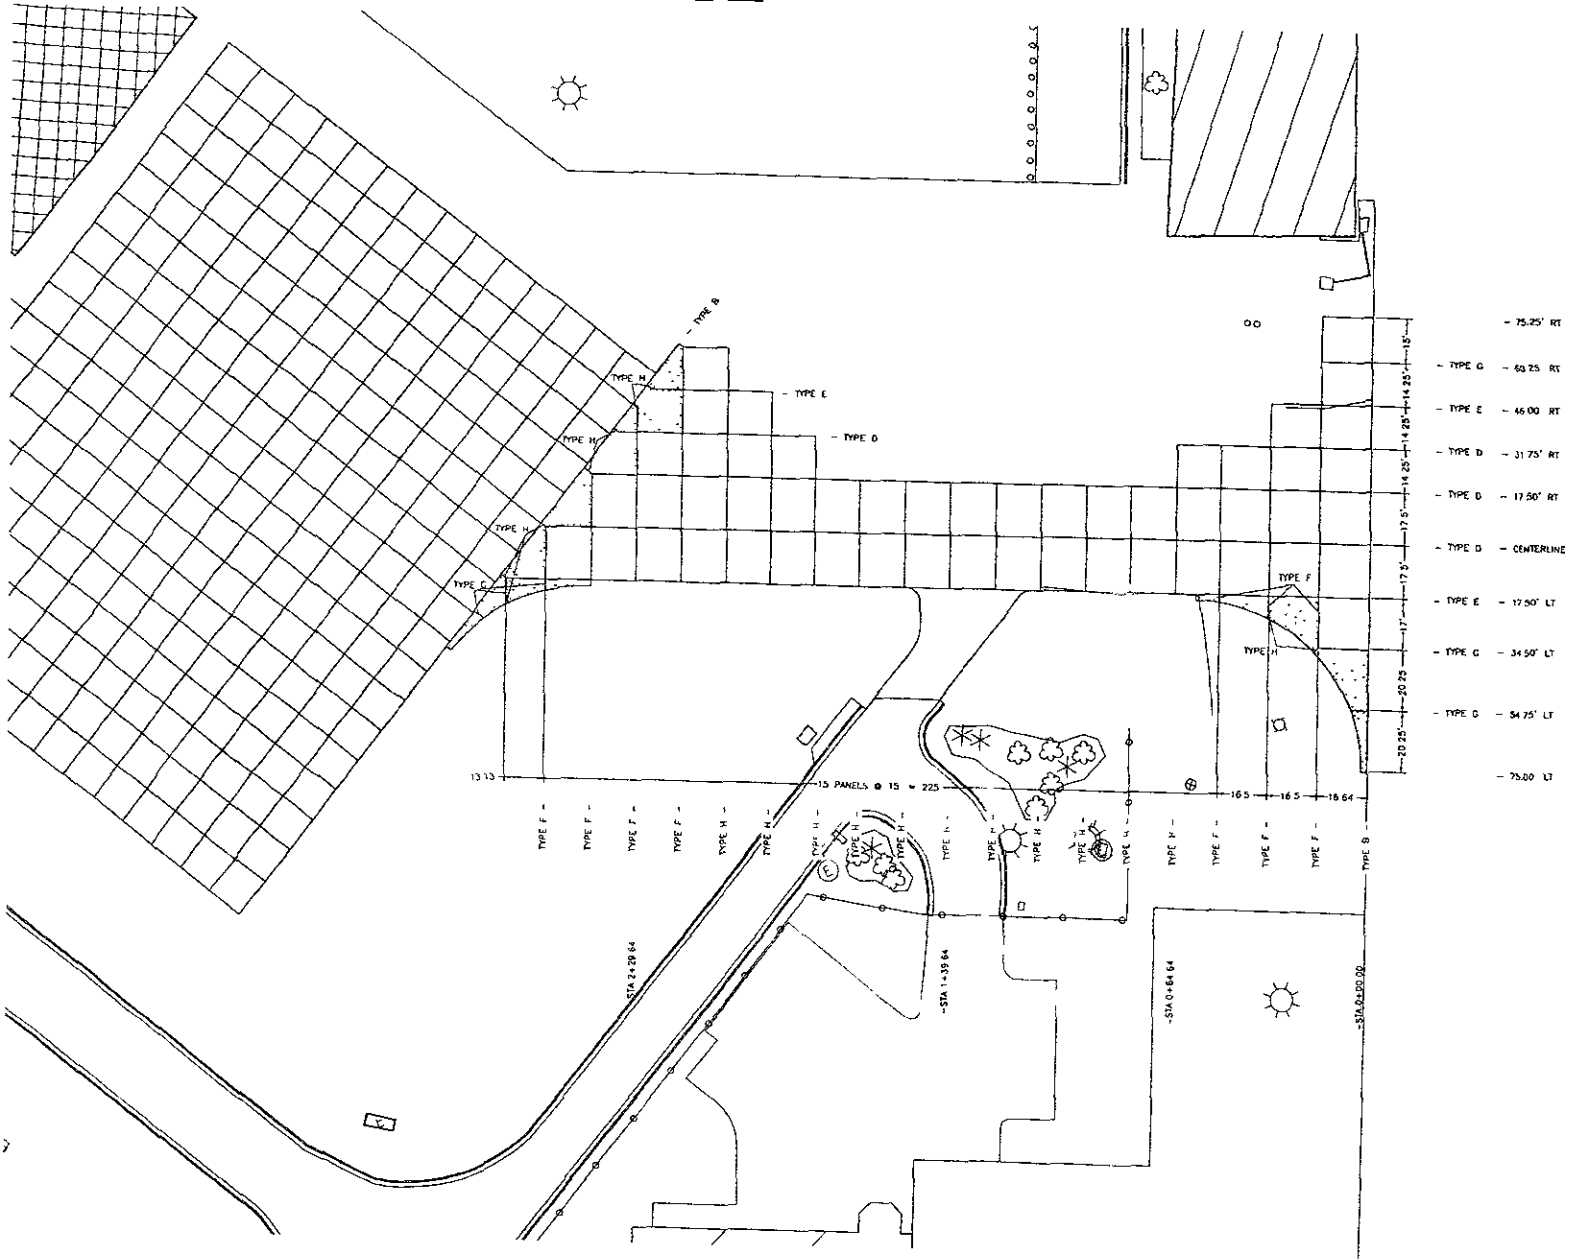 - TYPE B
TYPE H
- TYPE E
TYPE H
- TYPE D
TYPE H
TYPE F
TYPE H
15'
14 25'
14 25'
14 25'
17 5'
17 5'
17'
20 25
20 25'
- 75.25' RT
- TYPE G - 60 25 RT
- TYPE E - 46 00 RT
- TYPE D - 31 75' RT
- TYPE D - 17 50' RT
- TYPE D - CENTERLINE
- TYPE E - 17 50' LT
- TYPE G - 34 50' LT
- TYPE G - 54 75' LT
- 75.00 LT
13 13
15 PANELS @ 15 = 225
16 5
16 5
18 64
TYPE F -
TYPE F -
TYPE F -
TYPE F -
TYPE H -
TYPE H -
TYPE H -
TYPE H -
TYPE H -
TYPE H -
TYPE H -
TYPE H -
TYPE H -
TYPE H -
TYPE H -
TYPE F -
TYPE F -
TYPE F -
TYPE B -
E
-STA 2+29 64
-STA 1+39 64
-STA 0+64 64
-STA 0+00 00